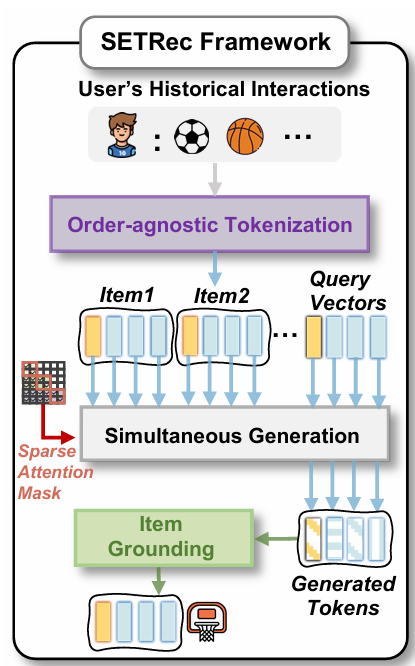 SETRec Framework
User's Historical Interactions
10
: ...
Order-agnostic Tokenization
Item1 Item2 Query
Vectors
...
Simultaneous Generation
Sparse
Attention
Mask
Item
Grounding
Generated
Tokens